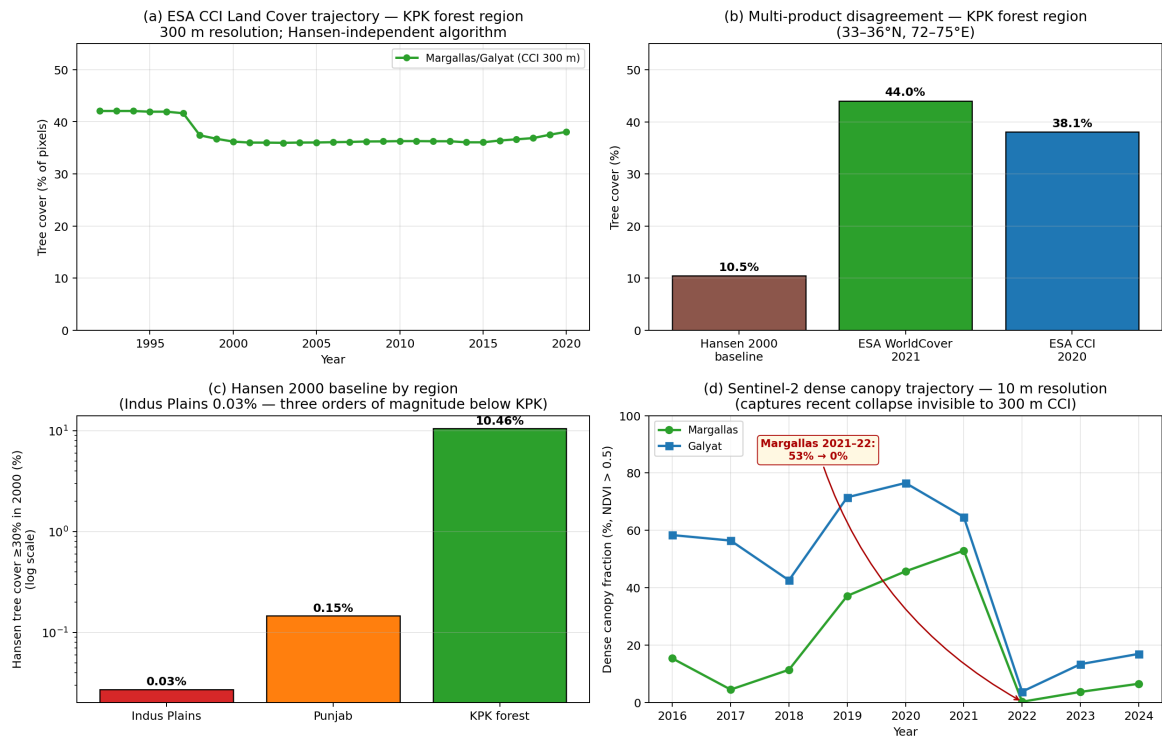 (a) ESA CCI Land Cover trajectory — KPK forest region
300 m resolution; Hansen-independent algorithm
Tree cover (% of pixels)
50
40
30
20
10
0
Margallas/Galyat (CCI 300 m)
1995
2000
2005
2010
2015
2020
Year
(b) Multi-product disagreement — KPK forest region
(33–36°N, 72–75°E)
Tree cover (%)
50
40
30
20
10
0
10.5%
44.0%
38.1%
Hansen 2000
baseline
ESA WorldCover
2021
ESA CCI
2020
(c) Hansen 2000 baseline by region
(Indus Plains 0.03% — three orders of magnitude below KPK)
Hansen tree cover ≥30% in 2000 (%)
(log scale)
10¹
10⁰
10⁻¹
0.03%
0.15%
10.46%
Indus Plains
Punjab
KPK forest
(d) Sentinel-2 dense canopy trajectory — 10 m resolution
(captures recent collapse invisible to 300 m CCI)
Dense canopy fraction (%, NDVI > 0.5)
100
80
60
40
20
0
Margallas
Galyat
Margallas 2021–22:
53% → 0%
2016
2017
2018
2019
2020
2021
2022
2023
2024
Year